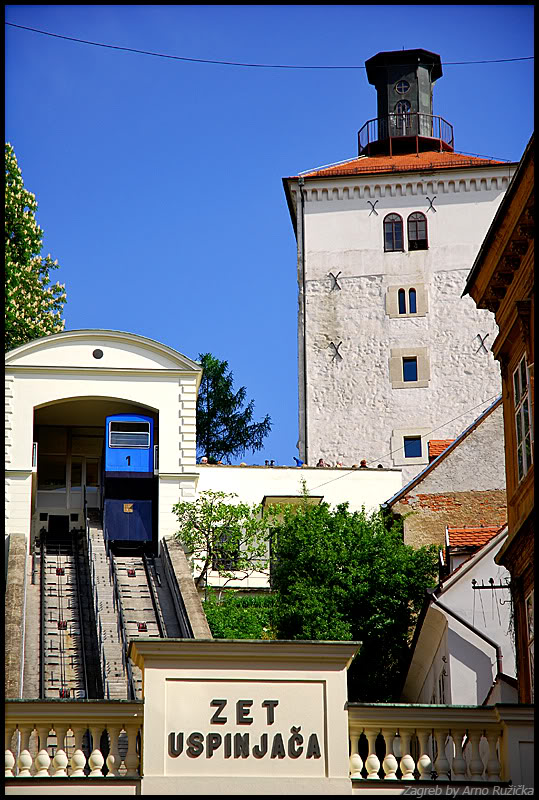 1
ZET
USPINJAČA
Zagreb by Arno Ružička